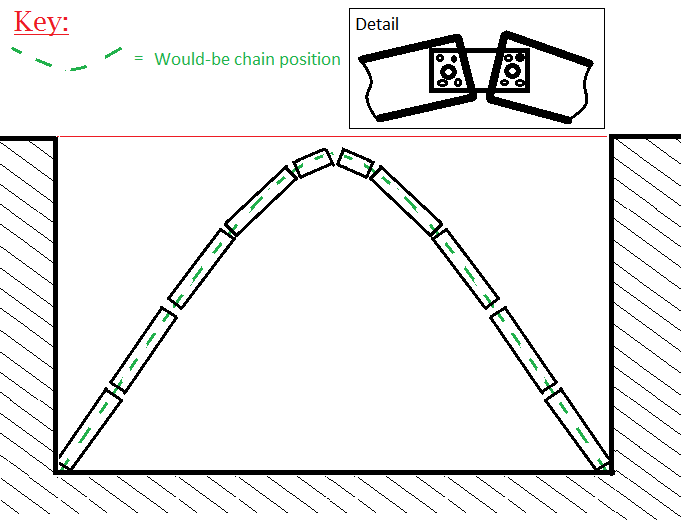 Key:
= Would-be chain position
Detail